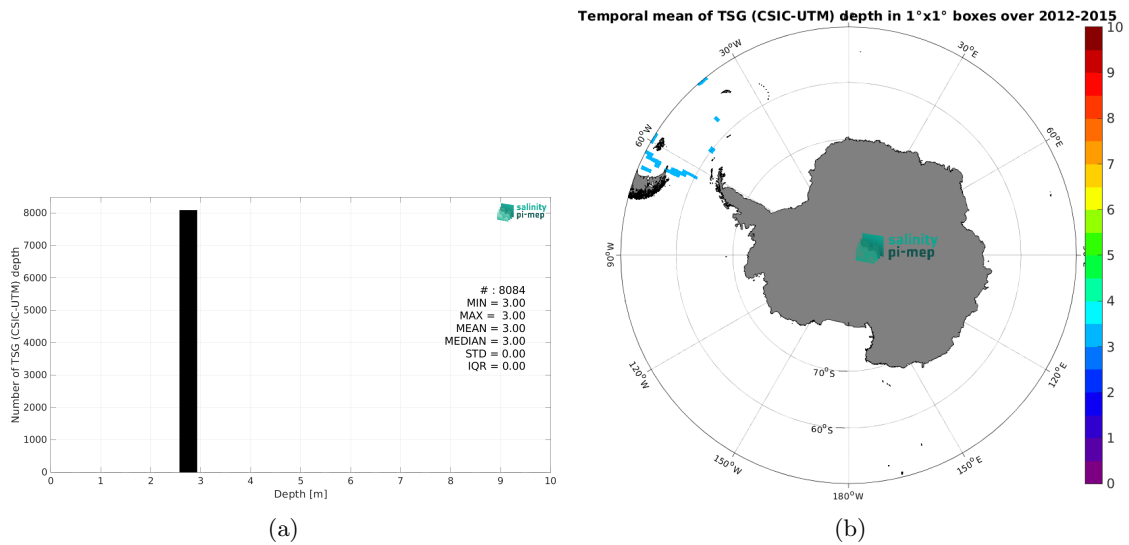 Temporal mean of TSG (CSIC-UTM) depth in 1°x1° boxes over 2012-2015
Number of TSG (CSIC-UTM) depth
8000
7000
6000
5000
4000
3000
2000
1000
0
salinity
pi-mep
# : 8084
MIN = 3.00
MAX = 3.00
MEAN = 3.00
MEDIAN = 3.00
STD = 0.00
IQR = 0.00
0 1 2 3 4 5 6 7 8 9 10
Depth [m]
(a)
30°W
30°E
60°W
60°E
90°W
salinity
pi-mep
120°W
120°E
70°S
60°S
150°W
150°E
180°W
10
9
8
7
6
5
4
3
2
1
0
(b)